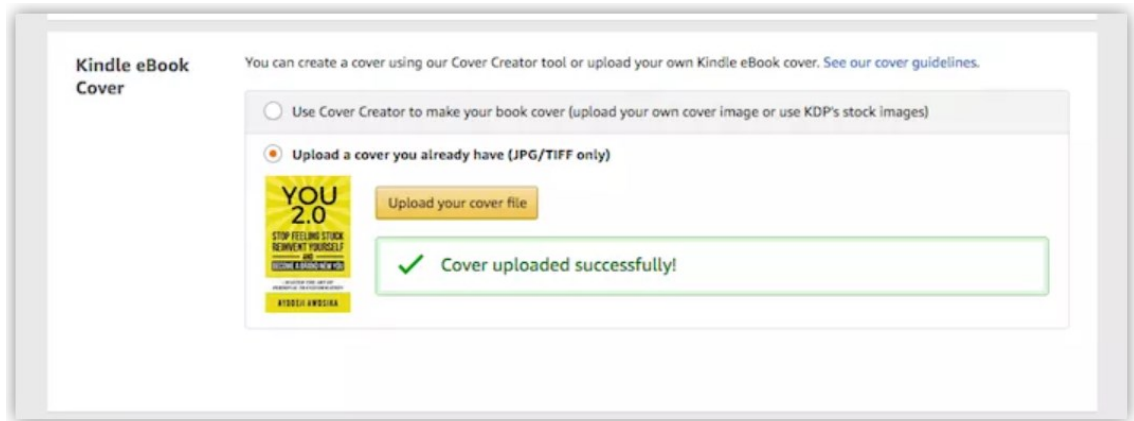 Kindle eBook
Cover
You can create a cover using our Cover Creator tool or upload your own Kindle eBook cover. See our cover guidelines.
Use Cover Creator to make your book cover (upload your own cover image or use KDP's stock images)
Upload a cover you already have (JPG/TIFF only)
YOU
2.0
STOP FEELING STUCK
REINVENT YOURSELF
AND
BECOME A BRAND NEW YOU
AYODEJI AWOSIKA
Upload your cover file
Cover uploaded successfully!